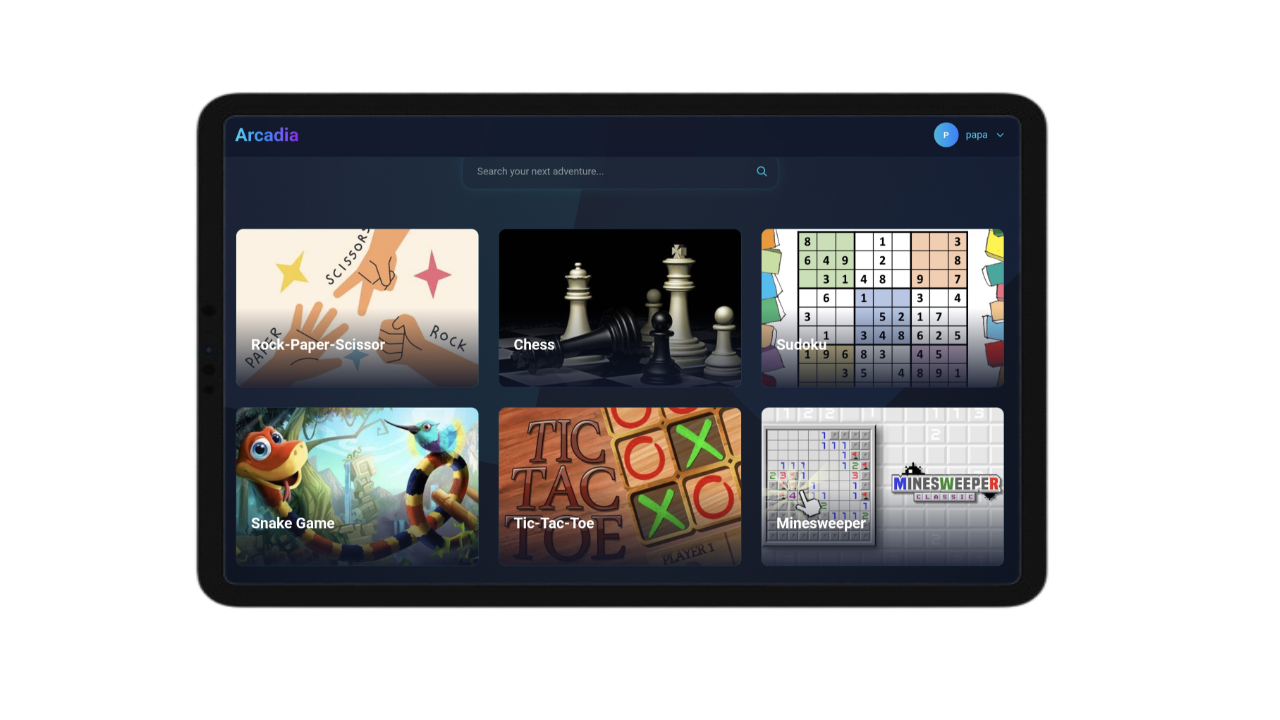 Arcadia
P papa
Search your next adventure...
SCISSORS
PAPER
ROCK
Rock-Paper-Scissor
Chess
8 1 3
6 4 9 2 8
3 1 4 8 9 7
6 1 3 4
3 5 2 1 7
1 3 4 8 6 2 5
1 9 6 8 3 4 5
3 5 4 8 9 1
Sudoku
Snake Game
TIC
TAC
TOE
PLAYER 1
Tic-Tac-Toe
MINESWEEPER
CLASSIC
Minesweeper